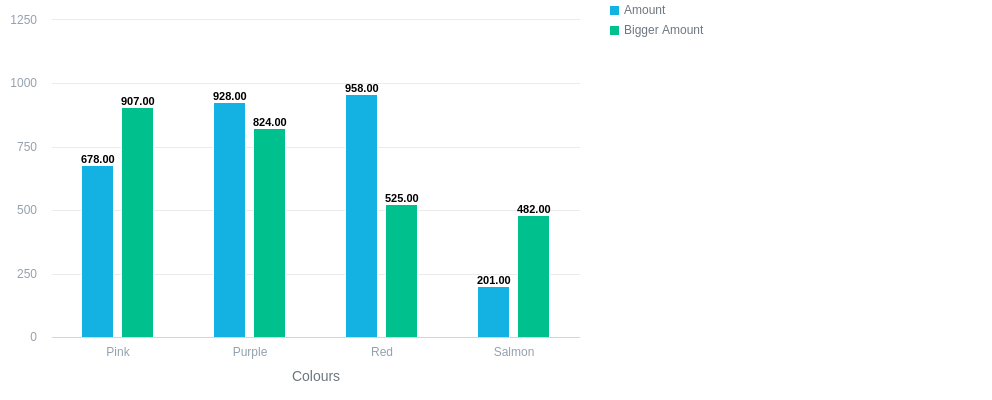 Amount
Bigger Amount
1250
1000
750
500
250
0
678.00
907.00
928.00
824.00
958.00
525.00
201.00
482.00
Pink
Purple
Red
Salmon
Colours